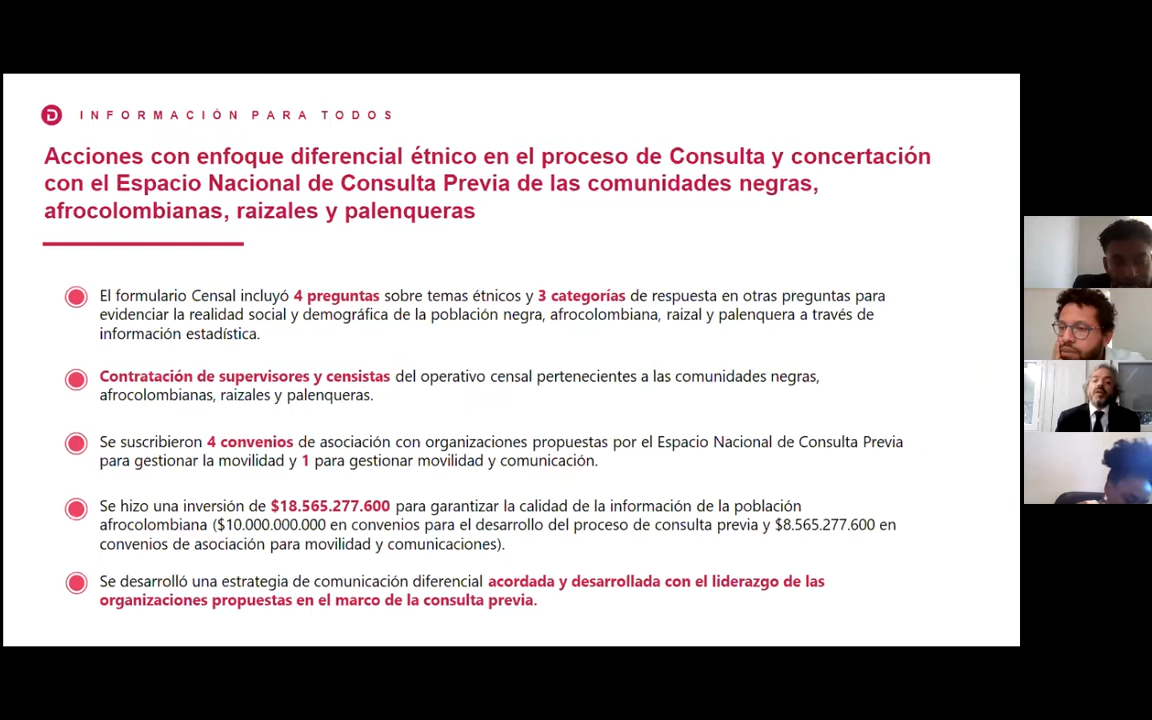 INFORMACIÓN PARA TODOS
Acciones con enfoque diferencial étnico en el proceso de Consulta y concertación
con el Espacio Nacional de Consulta Previa de las comunidades negras,
afrocolombianas, raizales y palenqueras
El formulario Censal incluyó 4 preguntas sobre temas étnicos y 3 categorías de respuesta en otras preguntas para
evidenciar la realidad social y demográfica de la población negra, afrocolombiana, raizal y palenquera a través de
información estadística.
Contratación de supervisores y censistas del operativo censal pertenecientes a las comunidades negras,
afrocolombianas, raizales y palenqueras.
Se suscribieron 4 convenios de asociación con organizaciones propuestas por el Espacio Nacional de Consulta Previa
para gestionar la movilidad y 1 para gestionar movilidad y comunicación.
Se hizo una inversión de $18.565.277.600 para garantizar la calidad de la información de la población
afrocolombiana ($10.000.000.000 en convenios para el desarrollo del proceso de consulta previa y $8.565.277.600 en
convenios de asociación para movilidad y comunicaciones).
Se desarrolló una estrategia de comunicación diferencial acordada y desarrollada con el liderazgo de las
organizaciones propuestas en el marco de la consulta previa.